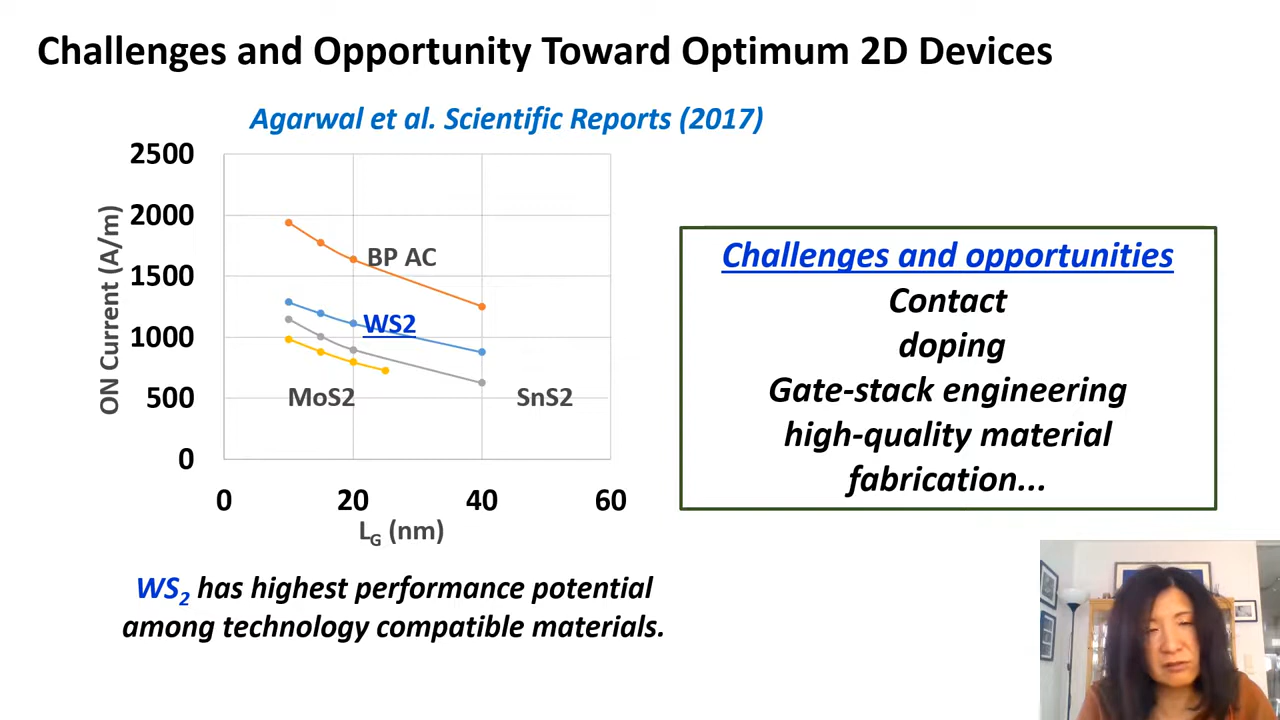 Challenges and Opportunity Toward Optimum 2D Devices
Agarwal et al. Scientific Reports (2017)
2500
2000
1500
1000
500
0
ON Current (A/m)
BP AC
WS2
MoS2
SnS2
0 20 40 60
LG (nm)
WS2 has highest performance potential
among technology compatible materials.
Challenges and opportunities
Contact
doping
Gate-stack engineering
high-quality material
fabrication...